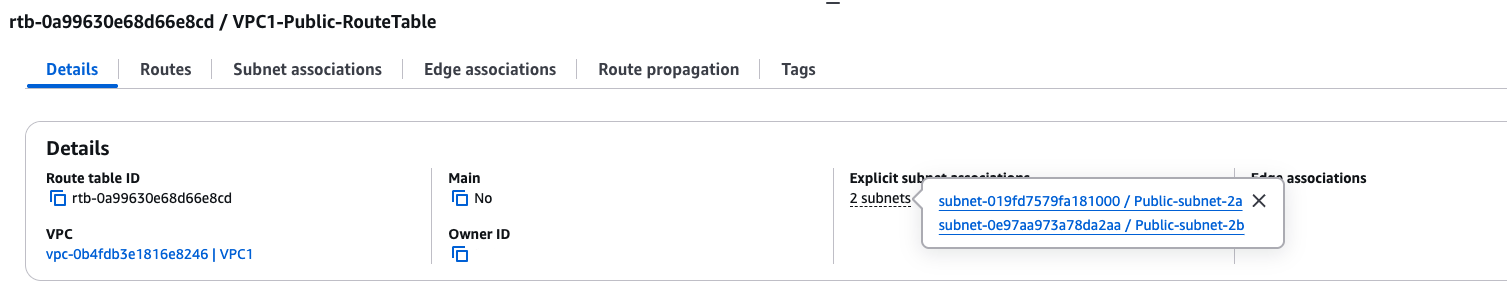 rtb-0a99630e68d66e8cd / VPC1-Public-RouteTable
Details
Routes
Subnet associations
Edge associations
Route propagation
Tags
Details
Route table ID
rtb-0a99630e68d66e8cd
Main
No
Explicit subnet associations
2 subnets
subnet-019fd7579fa181000 / Public-subnet-2a
subnet-0e97aa973a78da2aa / Public-subnet-2b
Edge associations
VPC
vpc-0b4fdb3e1816e8246 | VPC1
Owner ID